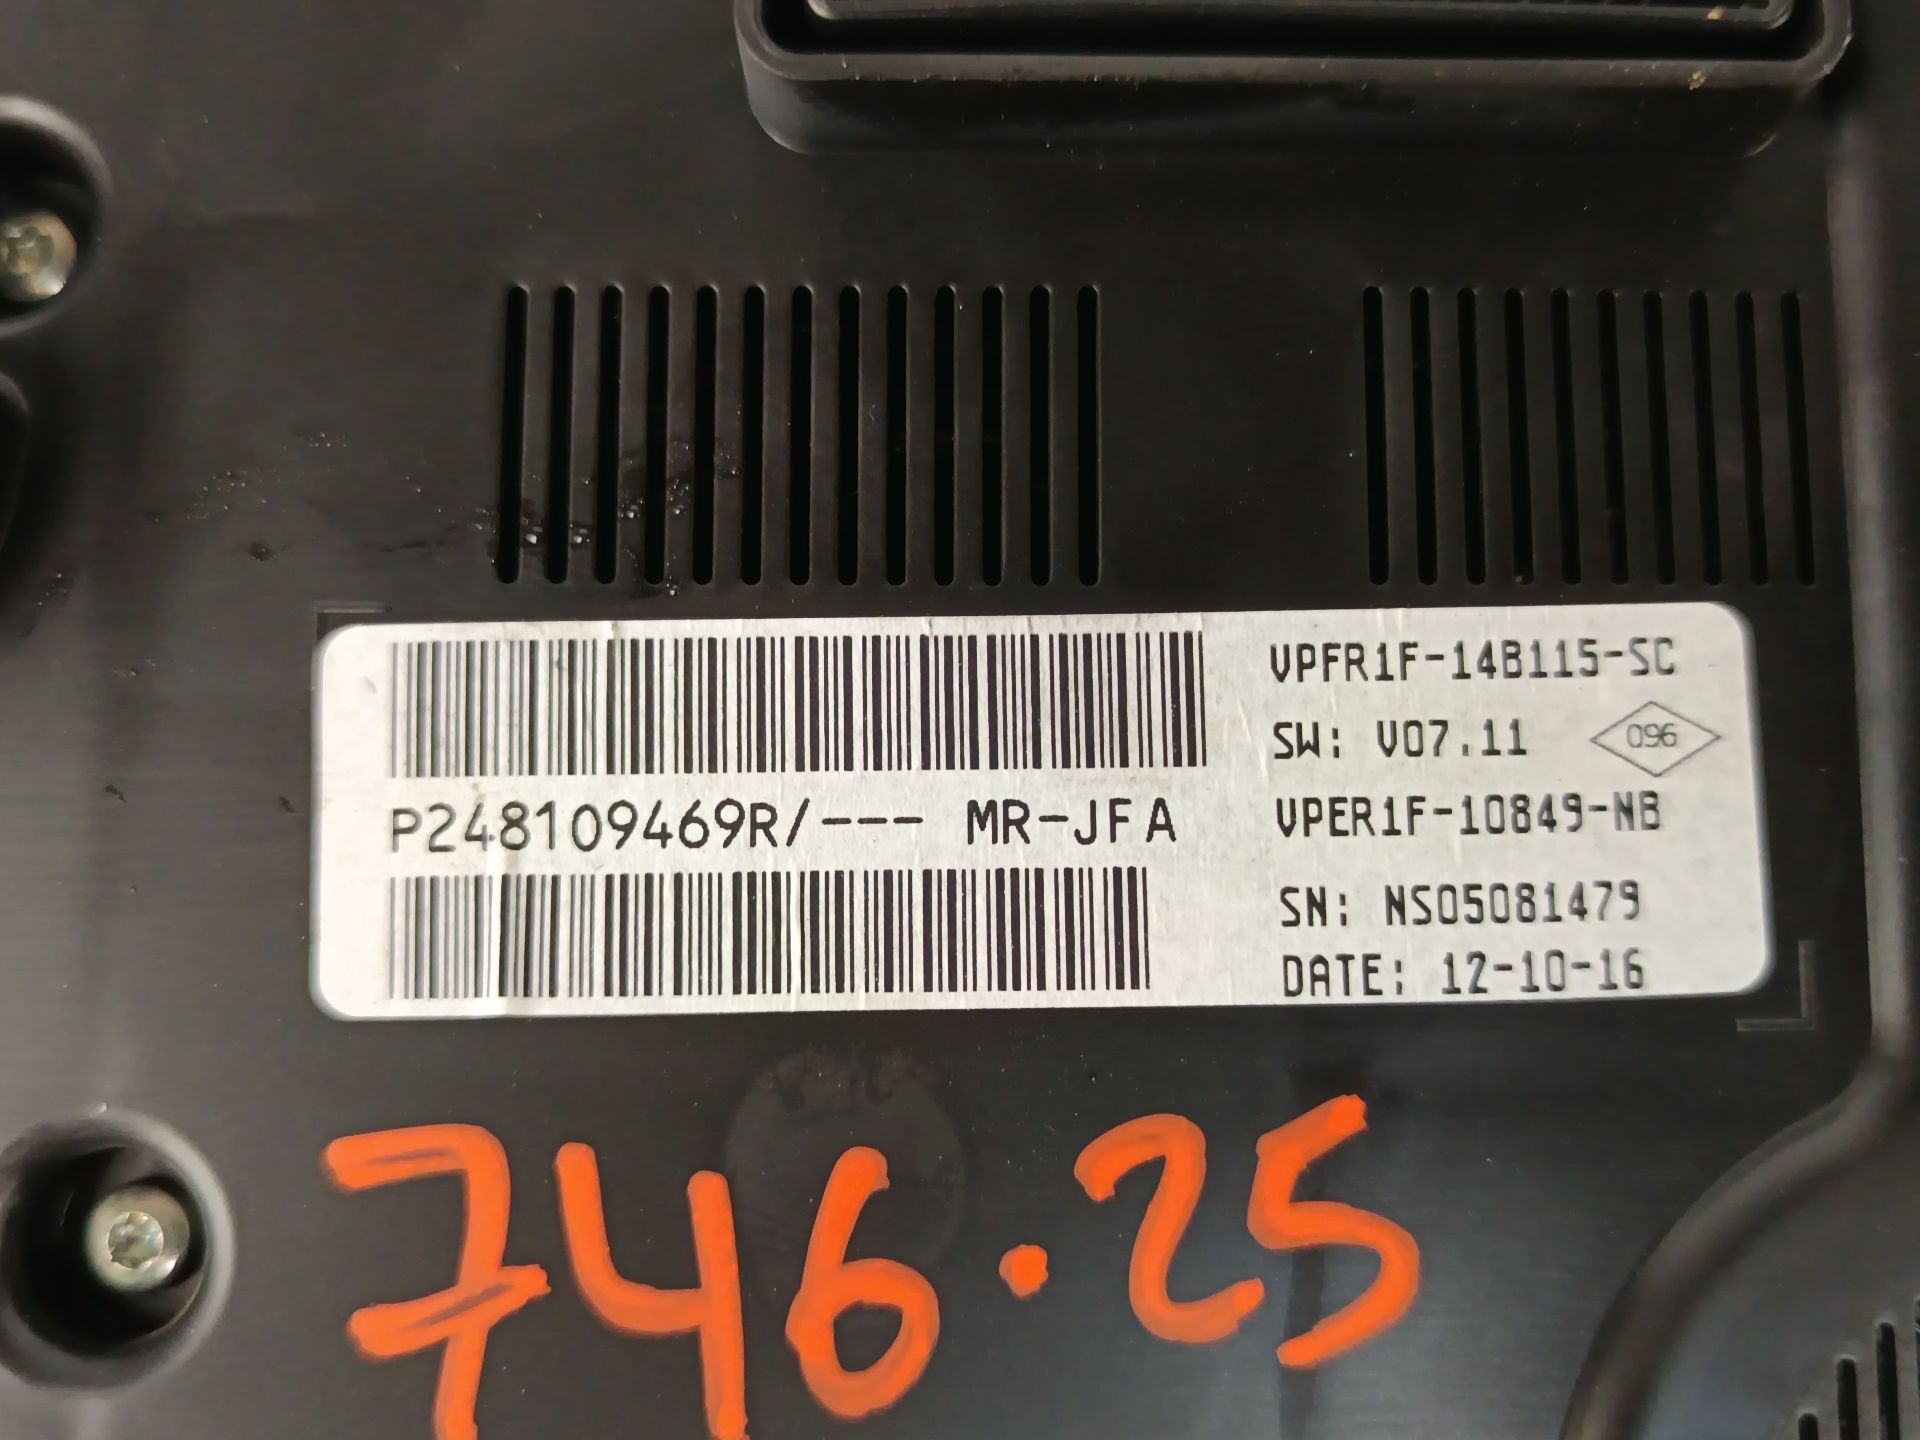 VPFR1F-14B115-SC
SW: V07.11
096
P248109469R/--- MR-JFA
VPER1F-10849-NB
SN: NS05081479
DATE: 12-10-16
746.25